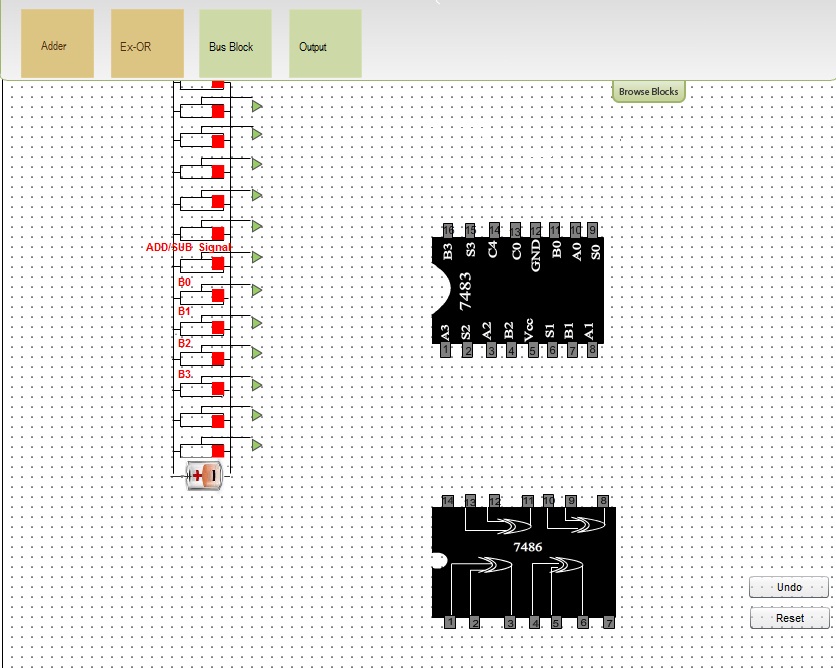 Adder
Ex-OR
Bus Block
Output
Browse Blocks
16 15 14 13 12 11 10 9
B3 S3 C4 C0 GND B0 A0 S0
7483
A3 S2 A2 B2 Vcc S1 B1 A1
1 2 3 4 5 6 7 8
ADD/SUB Signal
B0
B1
B2
B3
+
14 13 12 11 10 9 8
7486
1 2 3 4 5 6 7
Undo
Reset